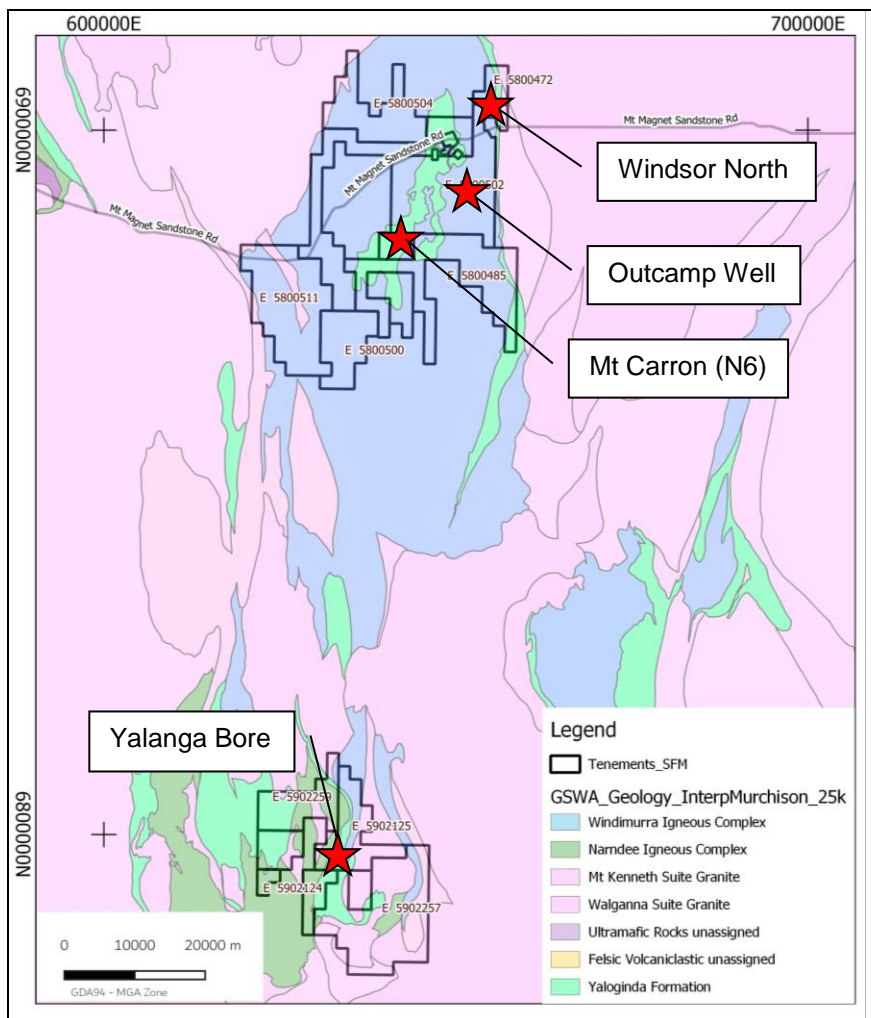 600000E
700000E
6900000N
E 5800472
E 5800504
Mt Magnet Sandstone Rd
Mt Magnet Sandstone Rd
Windsor North
Mt Magnet Sandstone Rd
Outcamp Well
E 5800485
E 5800511
E 5800500
Mt Carron (N6)
Yalanga Bore
6800000N
E 5902259
E 5902125
E 5902124
E 5902257
0 10000 20000 m
GDA94 - MGA Zone
Legend
Tenements_SFM
GSWA_Geology_InterpMurchison_25k
Windimurra Igneous Complex
Narndee Igneous Complex
Mt Kenneth Suite Granite
Walganna Suite Granite
Ultramafic Rocks unassigned
Felsic Volcaniclastic unassigned
Yaloginda Formation